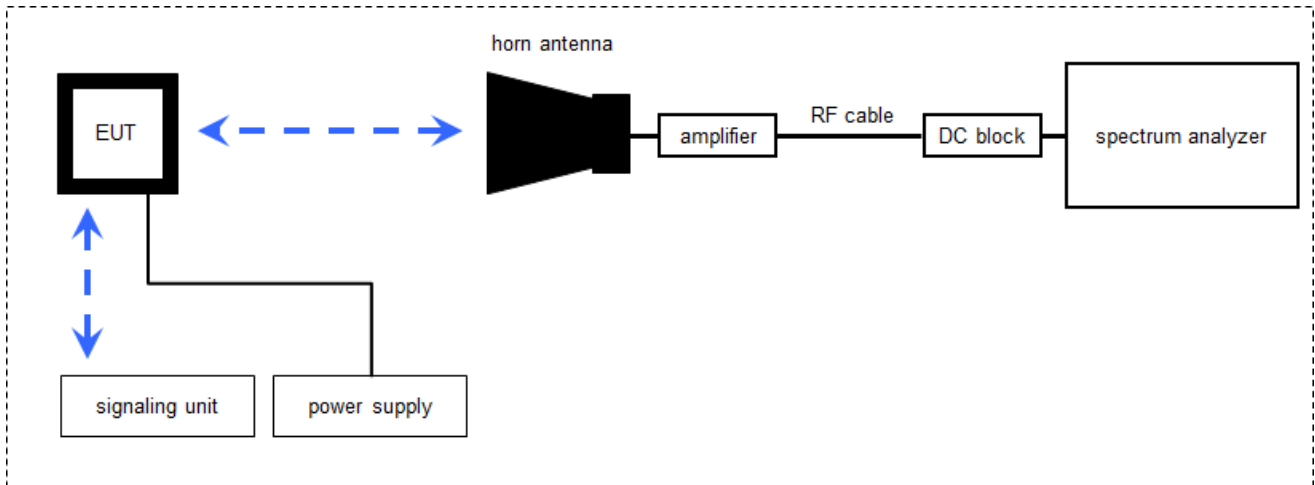 horn antenna
EUT
amplifier
RF cable
DC block
spectrum analyzer
signaling unit
power supply